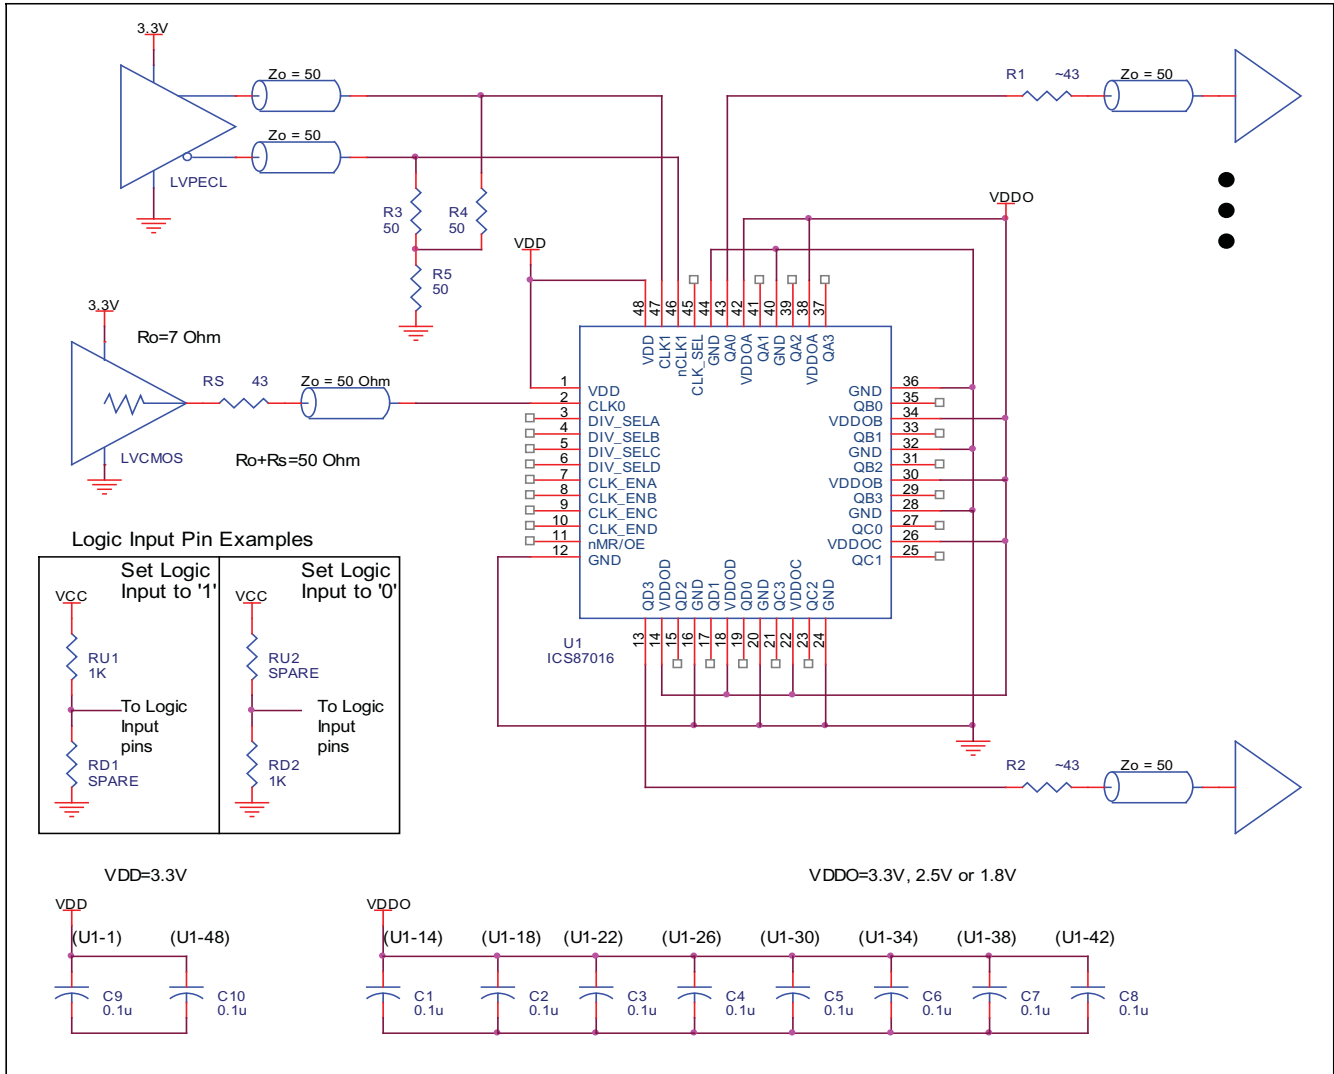 3.3V
Zo = 50
Zo = 50
LVPECL
R3
50
R4
50
R5
50
VDD
R1 ~43
Zo = 50
VDDO
3.3V
Ro=7 Ohm
RS 43
Zo = 50 Ohm
LVCMOS
Ro+Rs=50 Ohm
48
47
46
45
44
43
42
41
40
39
38
37
VDD
CLK1
nCLK1
CLK_SEL
GND
QA0
VDDOA
QA1
GND
QA2
VDDOA
QA3
1 VDD
2 CLK0
3 DIV_SELA
4 DIV_SELB
5 DIV_SELC
6 DIV_SELD
7 CLK_ENA
8 CLK_ENB
9 CLK_ENC
10 CLK_END
11 nMR/OE
12 GND
GND 36
QB0 35
VDDOB 34
QB1 33
GND 32
QB2 31
VDDOB 30
QB3 29
GND 28
QC0 27
VDDOC 26
QC1 25
QD3
VDDOD
QD2
GND
QD1
VDDOD
QD0
GND
QC3
VDDOC
QC2
GND
13
14
15
16
17
18
19
20
21
22
23
24
U1
ICS87016
Logic Input Pin Examples
Set Logic
Input to '1'
VCC
RU1
1K
To Logic
Input
pins
RD1
SPARE
Set Logic
Input to '0'
VCC
RU2
SPARE
To Logic
Input
pins
RD2
1K
R2 ~43
Zo = 50
VDD=3.3V
VDD
(U1-1) (U1-48)
C9
0.1u
C10
0.1u
VDDO=3.3V, 2.5V or 1.8V
VDDO
(U1-14) (U1-18) (U1-22) (U1-26) (U1-30) (U1-34) (U1-38) (U1-42)
C1
0.1u
C2
0.1u
C3
0.1u
C4
0.1u
C5
0.1u
C6
0.1u
C7
0.1u
C8
0.1u